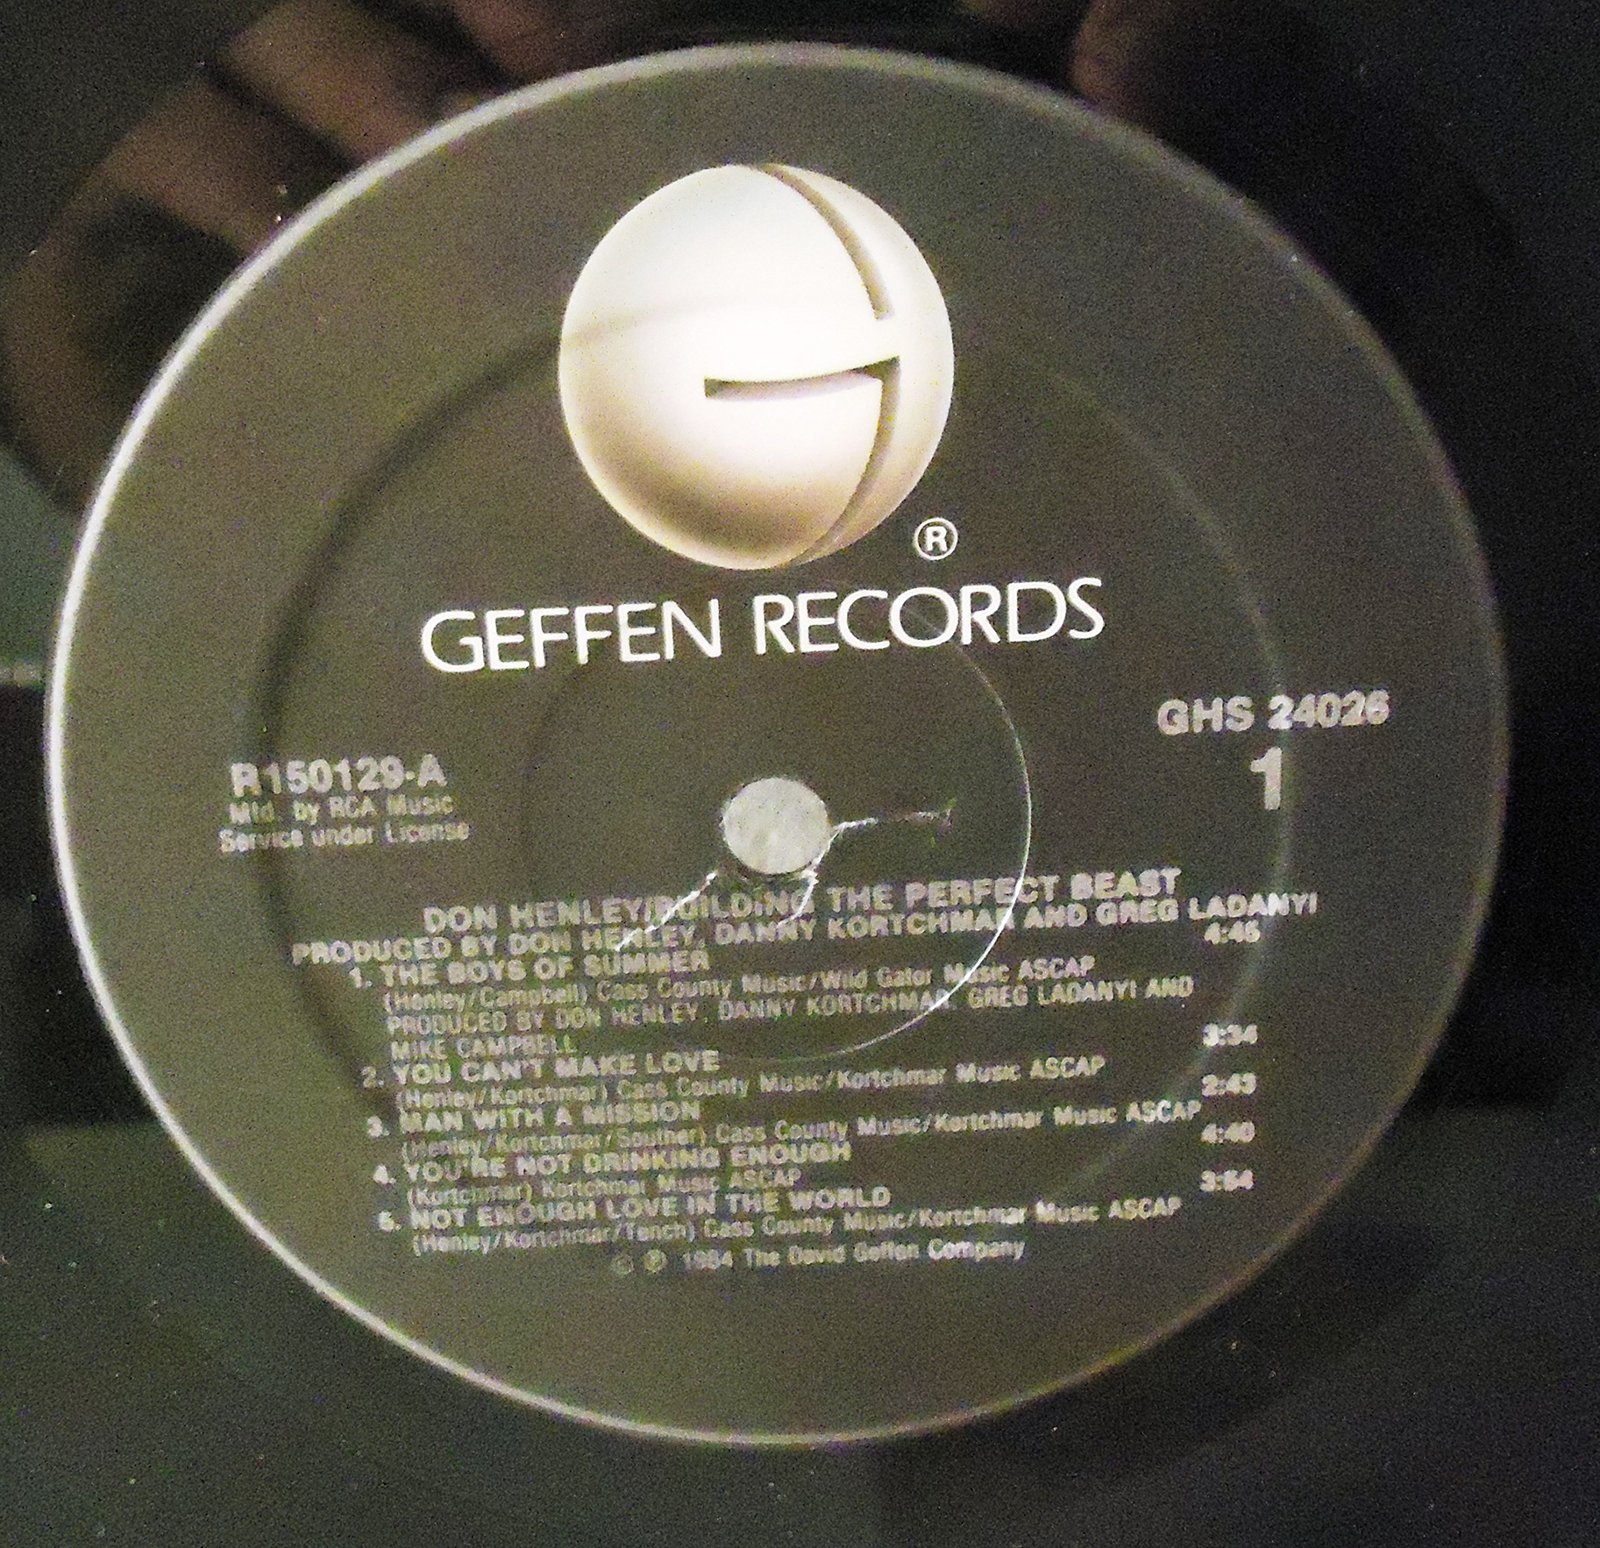 ®
GEFFEN RECORDS
GHS 24026
1
R150129-A
Mfd. by RCA Music
Service under License
DON HENLEY/BUILDING THE PERFECT BEAST
PRODUCED BY DON HENLEY, DANNY KORTCHMAR AND GREG LADANYI
1. THE BOYS OF SUMMER 4:45
(Henley/Campbell) Cass County Music/Wild Gator Music ASCAP
PRODUCED BY DON HENLEY, DANNY KORTCHMAR, GREG LADANYI AND
MIKE CAMPBELL
2. YOU CAN'T MAKE LOVE 3:34
(Henley/Kortchmar) Cass County Music/Kortchmar Music ASCAP
3. MAN WITH A MISSION 2:43
(Henley/Kortchmar/Souther) Cass County Music/Kortchmar Music ASCAP
4. YOU'RE NOT DRINKING ENOUGH 4:40
(Kortchmar) Kortchmar Music ASCAP
5. NOT ENOUGH LOVE IN THE WORLD 3:54
(Henley/Kortchmar/Tench) Cass County Music/Kortchmar Music ASCAP
© ℗ 1984 The David Geffen Company